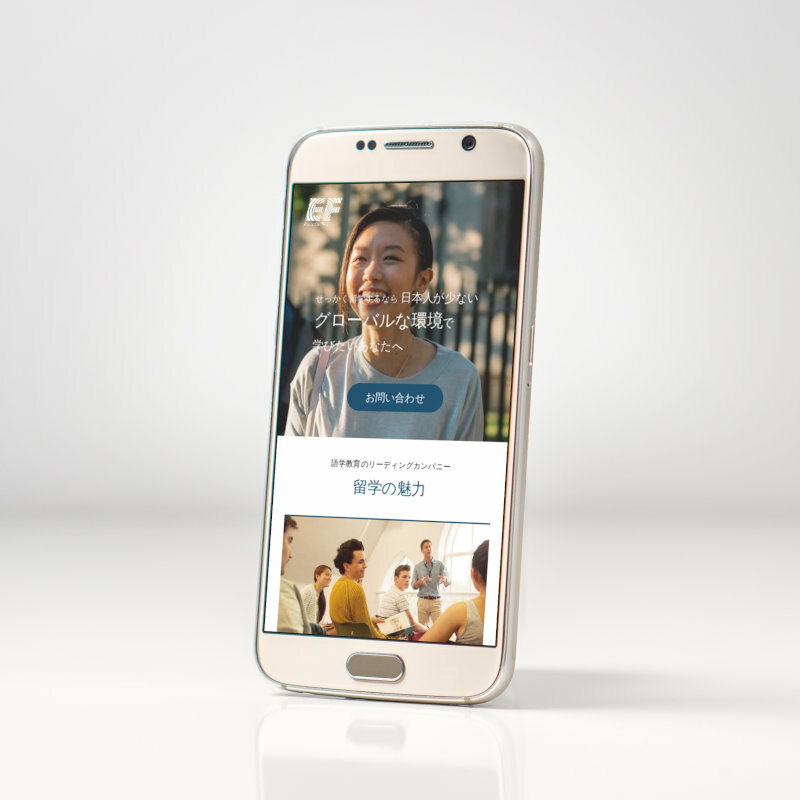 EF
せっかく留学するなら 日本人が少ない
グローバルな環境で
学びたいあなたへ
お問い合わせ
語学教育のリーディングカンパニー
留学の魅力